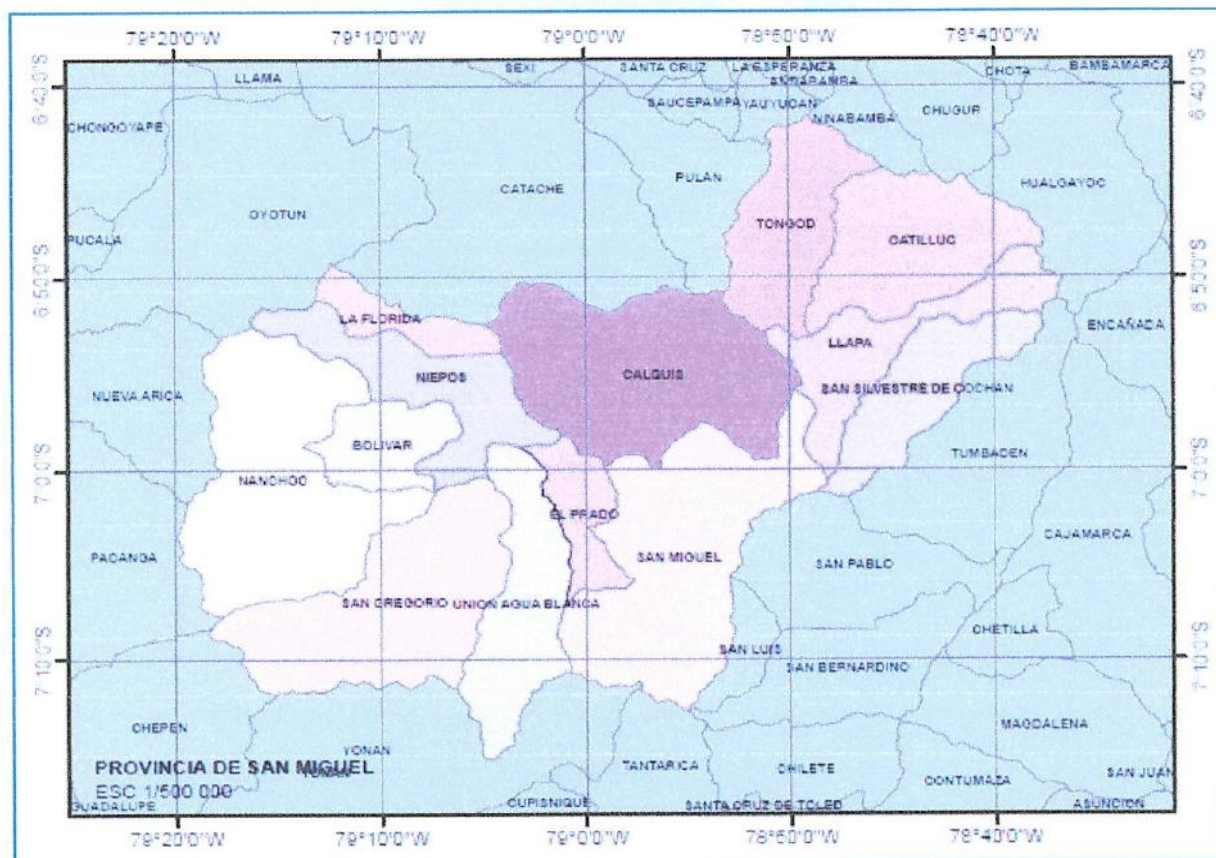 79°20'0"W 79°10'0"W 79°0'0"W 78°50'0"W 78°40'0"W
6°40'0"S 6°40'0"S
LLAMA SEXI SANTA CRUZ LA ESPERANZA CHOTA BAMBAMARCA
ANDABAMBA
SAUCEPAMPA YAUYUCAN
NINABAMBA CHUGUR
CHONGOYAPE
PULAN HUALGAYOC
CATACHE
OYOTUN
TONGOD
PUCALA CATILLUC
6°50'0"S 6°50'0"S
LA FLORIDA ENCAÑADA
LLAPA
NIEPOS CALQUIS
SAN SILVESTRE DE COCHAN
NUEVA ARICA
BOLIVAR
TUMBADEN
7°0'0"S 7°0'0"S
NANCHOC
EL PRADO
CAJAMARCA
PACANGA SAN MIGUEL SAN PABLO
SAN GREGORIO UNION AGUA BLANCA
CHETILLA
SAN LUIS
7°10'0"S 7°10'0"S
SAN BERNARDINO
CHEPEN MAGDALENA
YONAN
PROVINCIA DE SAN MIGUEL
TANTARICA CHILETE SAN JUAN
ESC 1/500 000
CONTUMAZA
GUADALUPE CUPISNIQUE SANTA CRUZ DE TOLED ASUNCION
79°20'0"W 79°10'0"W 79°0'0"W 78°50'0"W 78°40'0"W